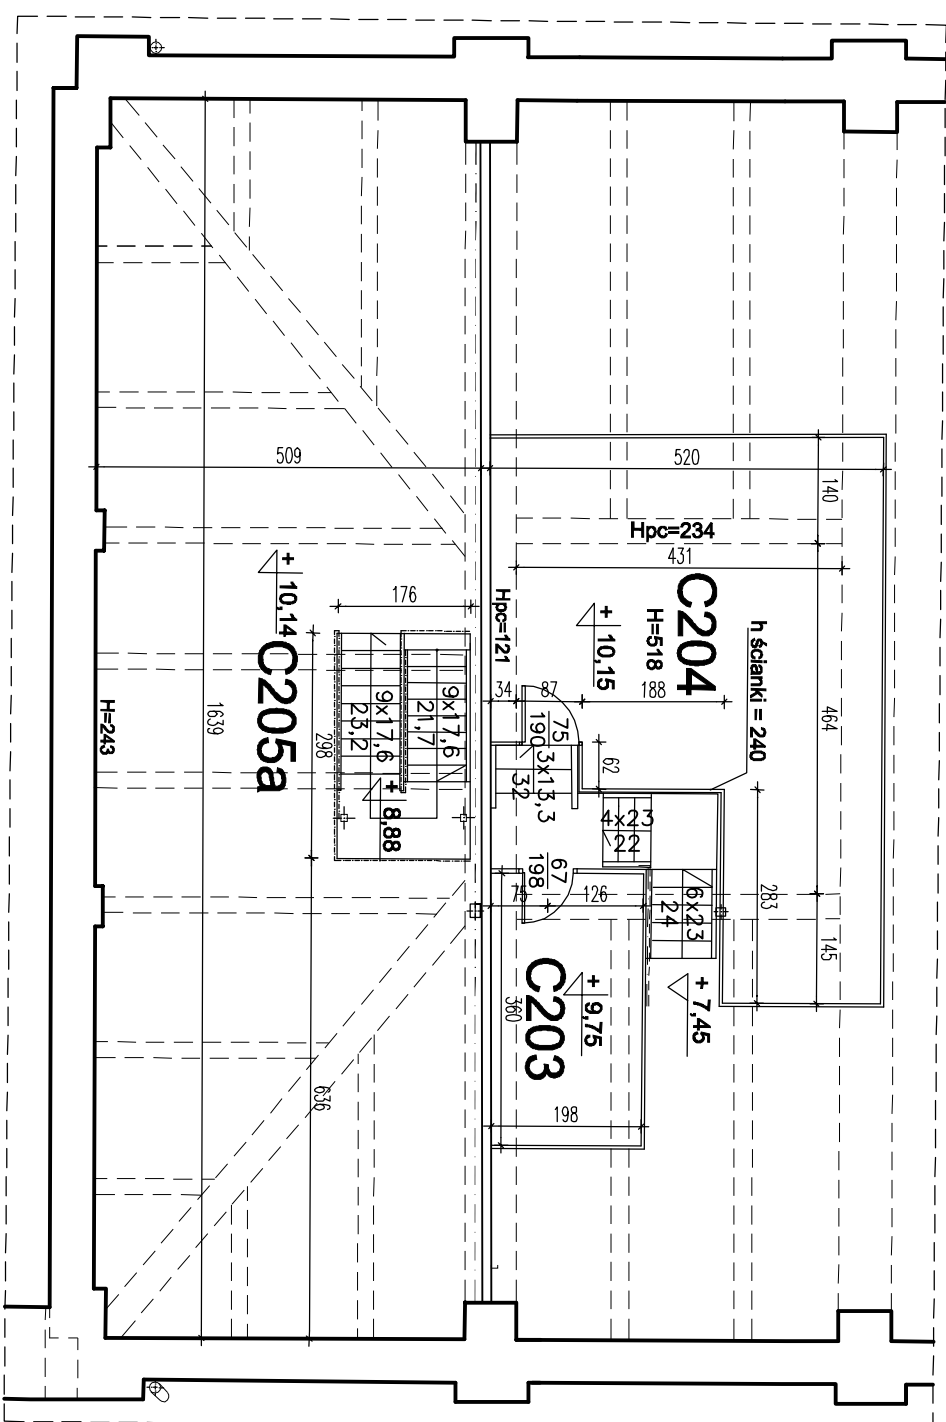 509
520
140
Hpc=234
431
C204
H=518
h ścianki = 240
+ 10,15
Hpc=121
34
87
188
464
+ 10,14
C205a
176
298
1639
H=243
9x17,6
21,7
9x17,6
23,2
+ 8,88
75
190
3x13,3
32
62
4x23
22
67
198
75
126
6x23
24
283
145
+ 7,45
+ 9,75
C203
360
198
636